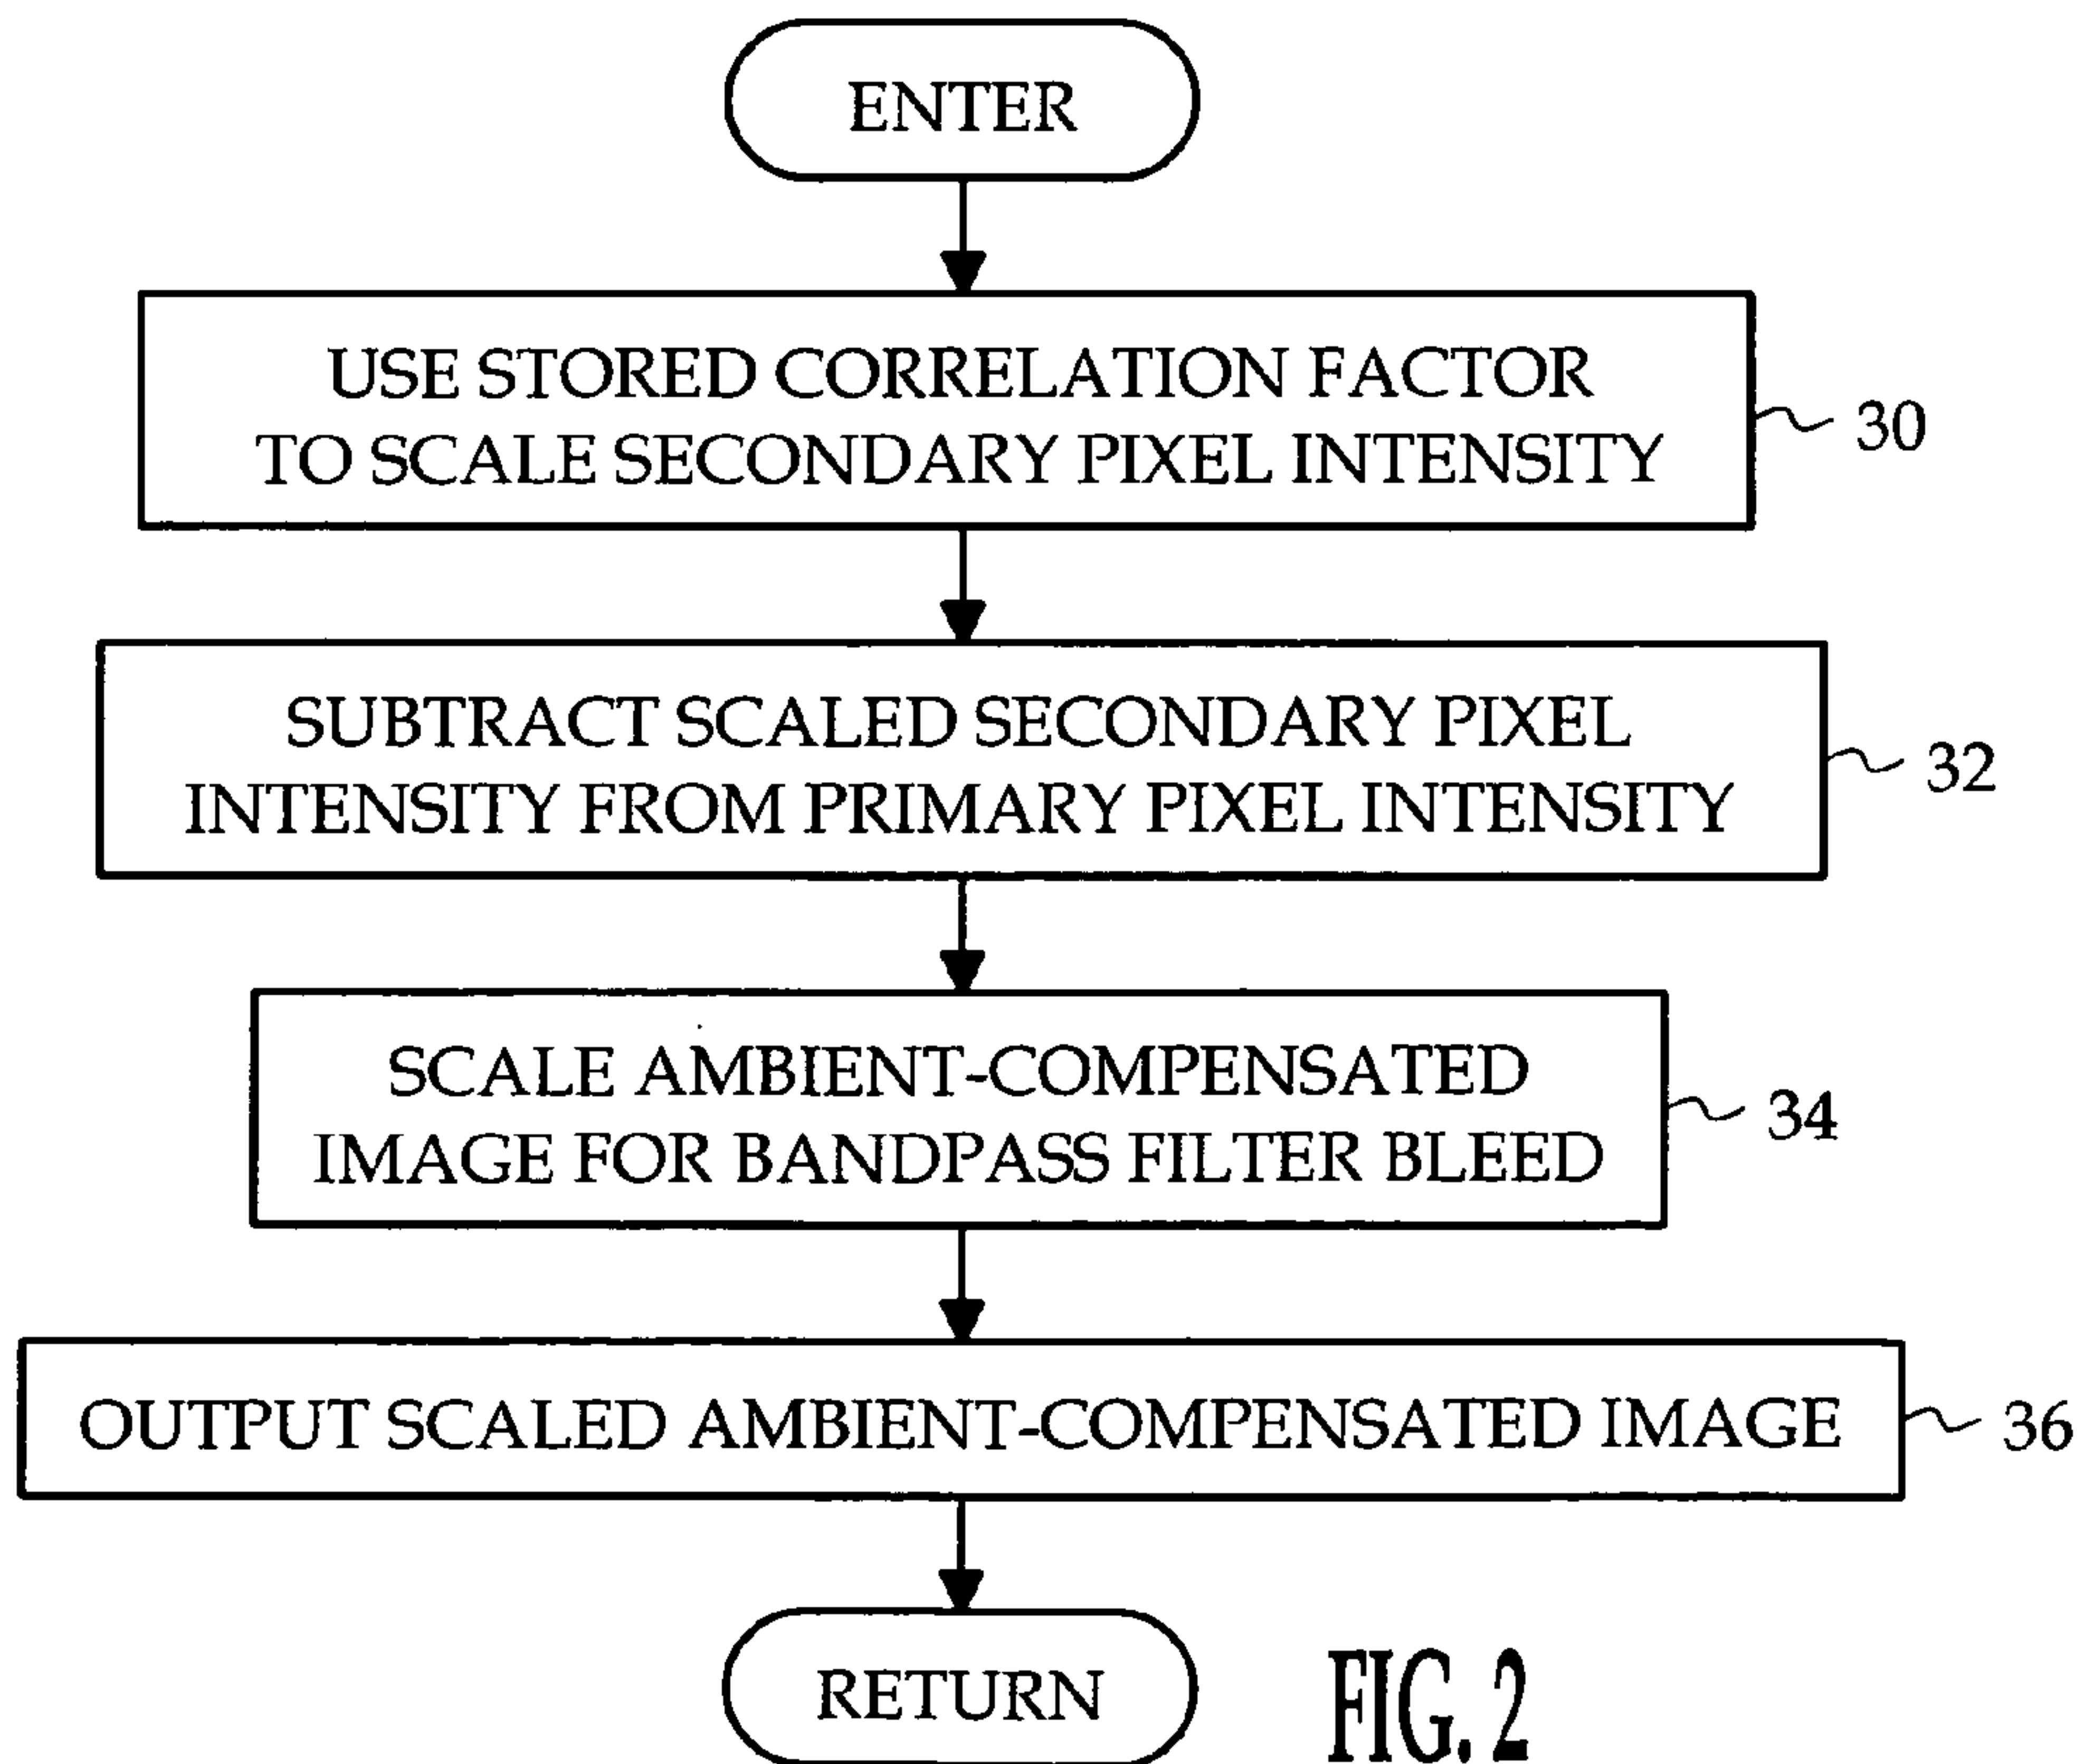 ENTER
USE STORED CORRELATION FACTOR
TO SCALE SECONDARY PIXEL INTENSITY
30
SUBTRACT SCALED SECONDARY PIXEL
INTENSITY FROM PRIMARY PIXEL INTENSITY
32
SCALE AMBIENT-COMPENSATED
IMAGE FOR BANDPASS FILTER BLEED
34
OUTPUT SCALED AMBIENT-COMPENSATED IMAGE
36
RETURN
FIG. 2